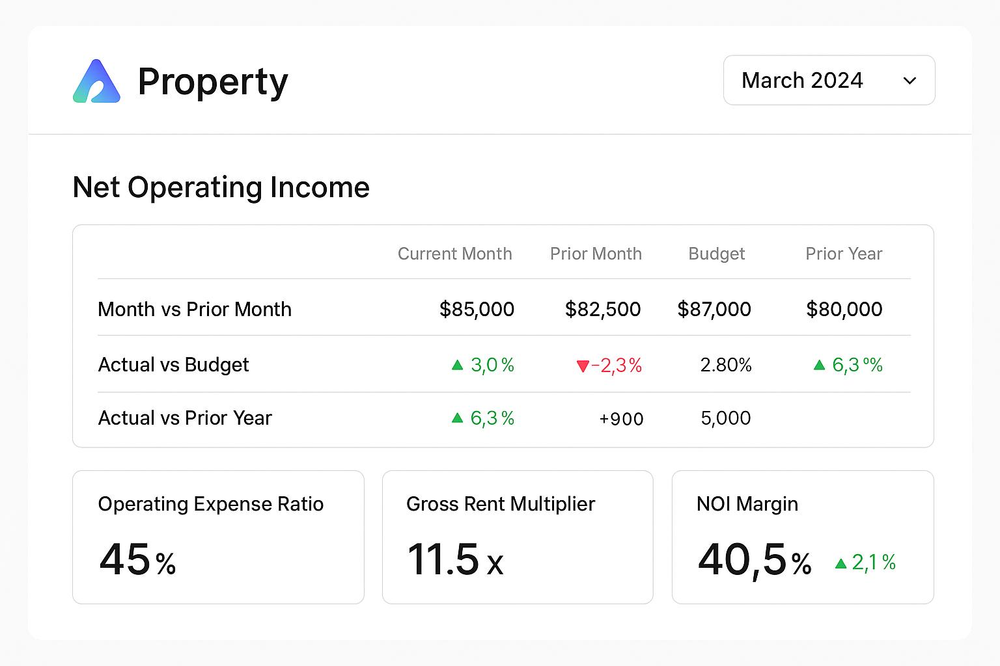 Property
March 2024
Net Operating Income
Current Month Prior Month Budget Prior Year
Month vs Prior Month $85,000 $82,500 $87,000 $80,000
Actual vs Budget ▲ 3,0 % ▼−2,3 % 2.80% ▲ 6,3 º%
Actual vs Prior Year ▲ 6,3 % +900 5,000
Operating Expense Ratio
45 %
Gross Rent Multiplier
11.5 x
NOI Margin
40,5 % ▲ 2,1 %